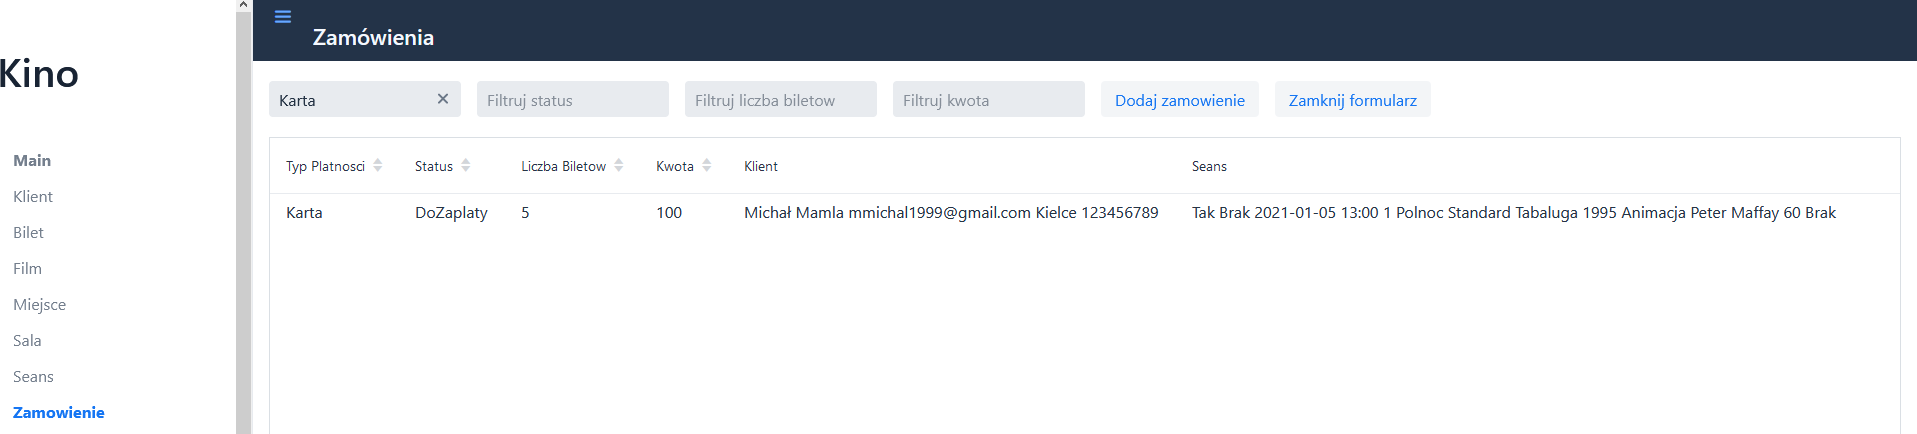 Kino
Main
Klient
Bilet
Film
Miejsce
Sala
Seans
Zamowienie
Zamówienia
Karta Filtruj status Filtruj liczba biletow Filtruj kwota Dodaj zamowienie Zamknij formularz
Typ Platnosci Status Liczba Biletow Kwota Klient Seans
Karta DoZaplaty 5 100 Michał Mamla mmichal1999@gmail.com Kielce 123456789 Tak Brak 2021-01-05 13:00 1 Polnoc Standard Tabaluga 1995 Animacja Peter Maffay 60 Brak